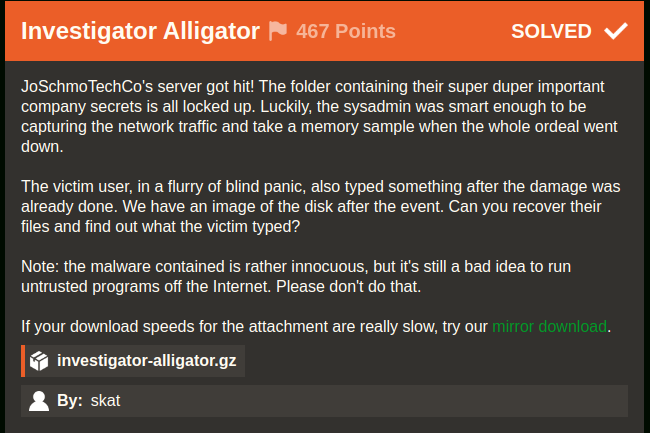 Investigator Alligator 467 Points SOLVED
JoSchmoTechCo's server got hit! The folder containing their super duper important
company secrets is all locked up. Luckily, the sysadmin was smart enough to be
capturing the network traffic and take a memory sample when the whole ordeal went
down.
The victim user, in a flurry of blind panic, also typed something after the damage was
already done. We have an image of the disk after the event. Can you recover their
files and find out what the victim typed?
Note: the malware contained is rather innocuous, but it's still a bad idea to run
untrusted programs off the Internet. Please don't do that.
If your download speeds for the attachment are really slow, try our mirror download.
investigator-alligator.gz
By: skat